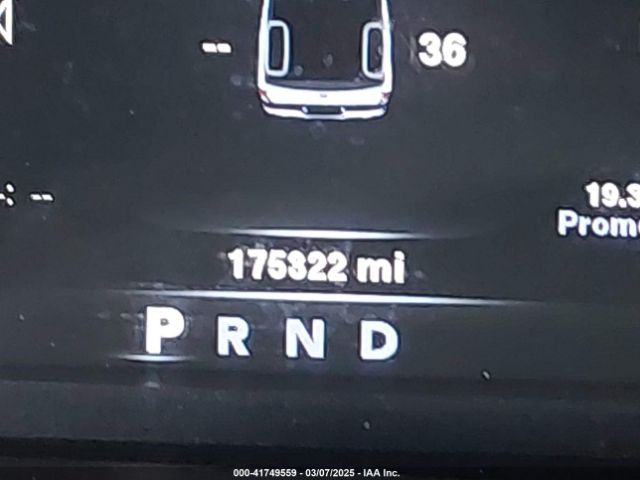 -- 36
-: -- 19.3
Prom
175322 mi
P R N D
000-41749559 - 03/07/2025 - IAA Inc.